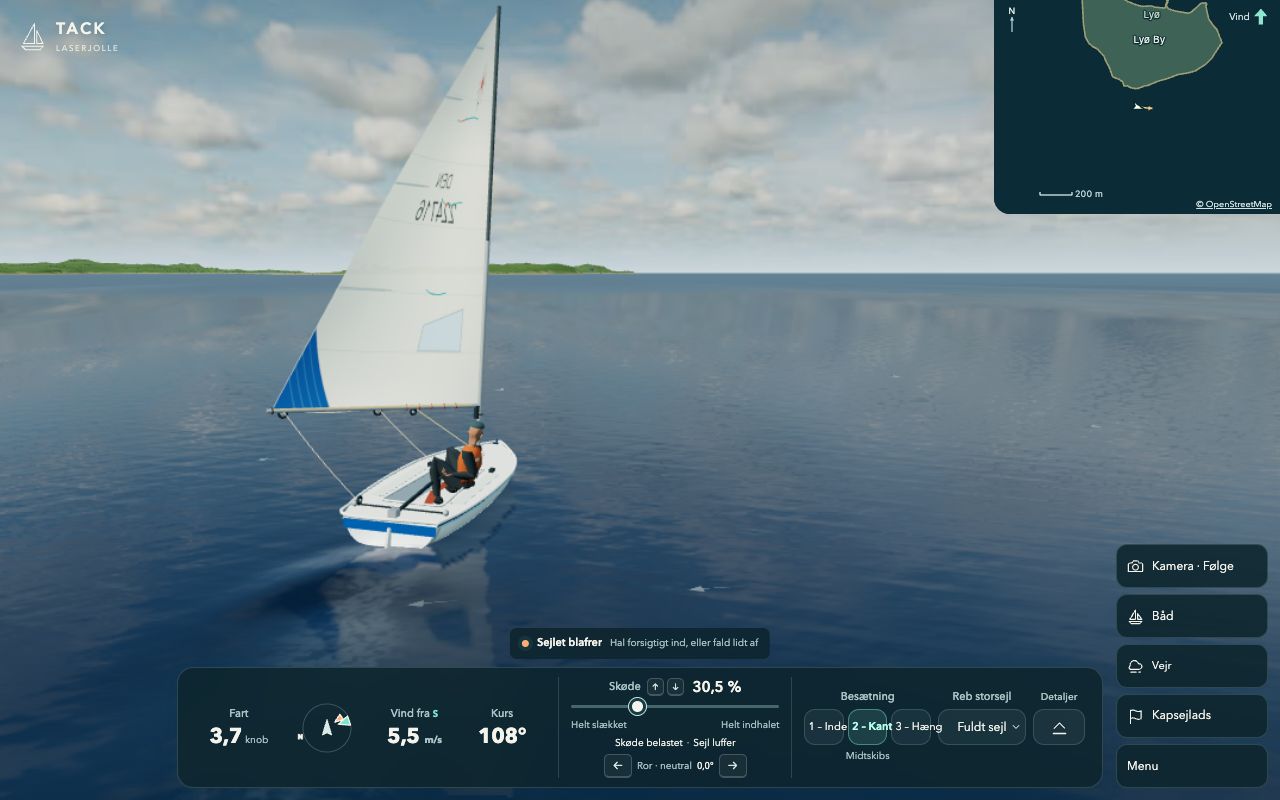 TACK
LASERJOLLE
N
Lyø
Lyø By
Vind
200 m
© OpenStreetMap
DEN
224716
Sejlet blafrer Hal forsigtigt ind, eller fald lidt af
Fart
3,7 knob
N
Vind fra S
5,5 m/s
Kurs
108°
Skøde ↑ ↓ 30,5 %
Helt slækket Helt indhalet
Skøde belastet · Sejl luffer
← Ror · neutral 0,0° →
Besætning
1 – Inde 2 – Kant 3 – Hæng
Midtskibs
Reb storsejl
Fuldt sejl
Detaljer
Kamera · Følge
Båd
Vejr
Kapsejlads
Menu